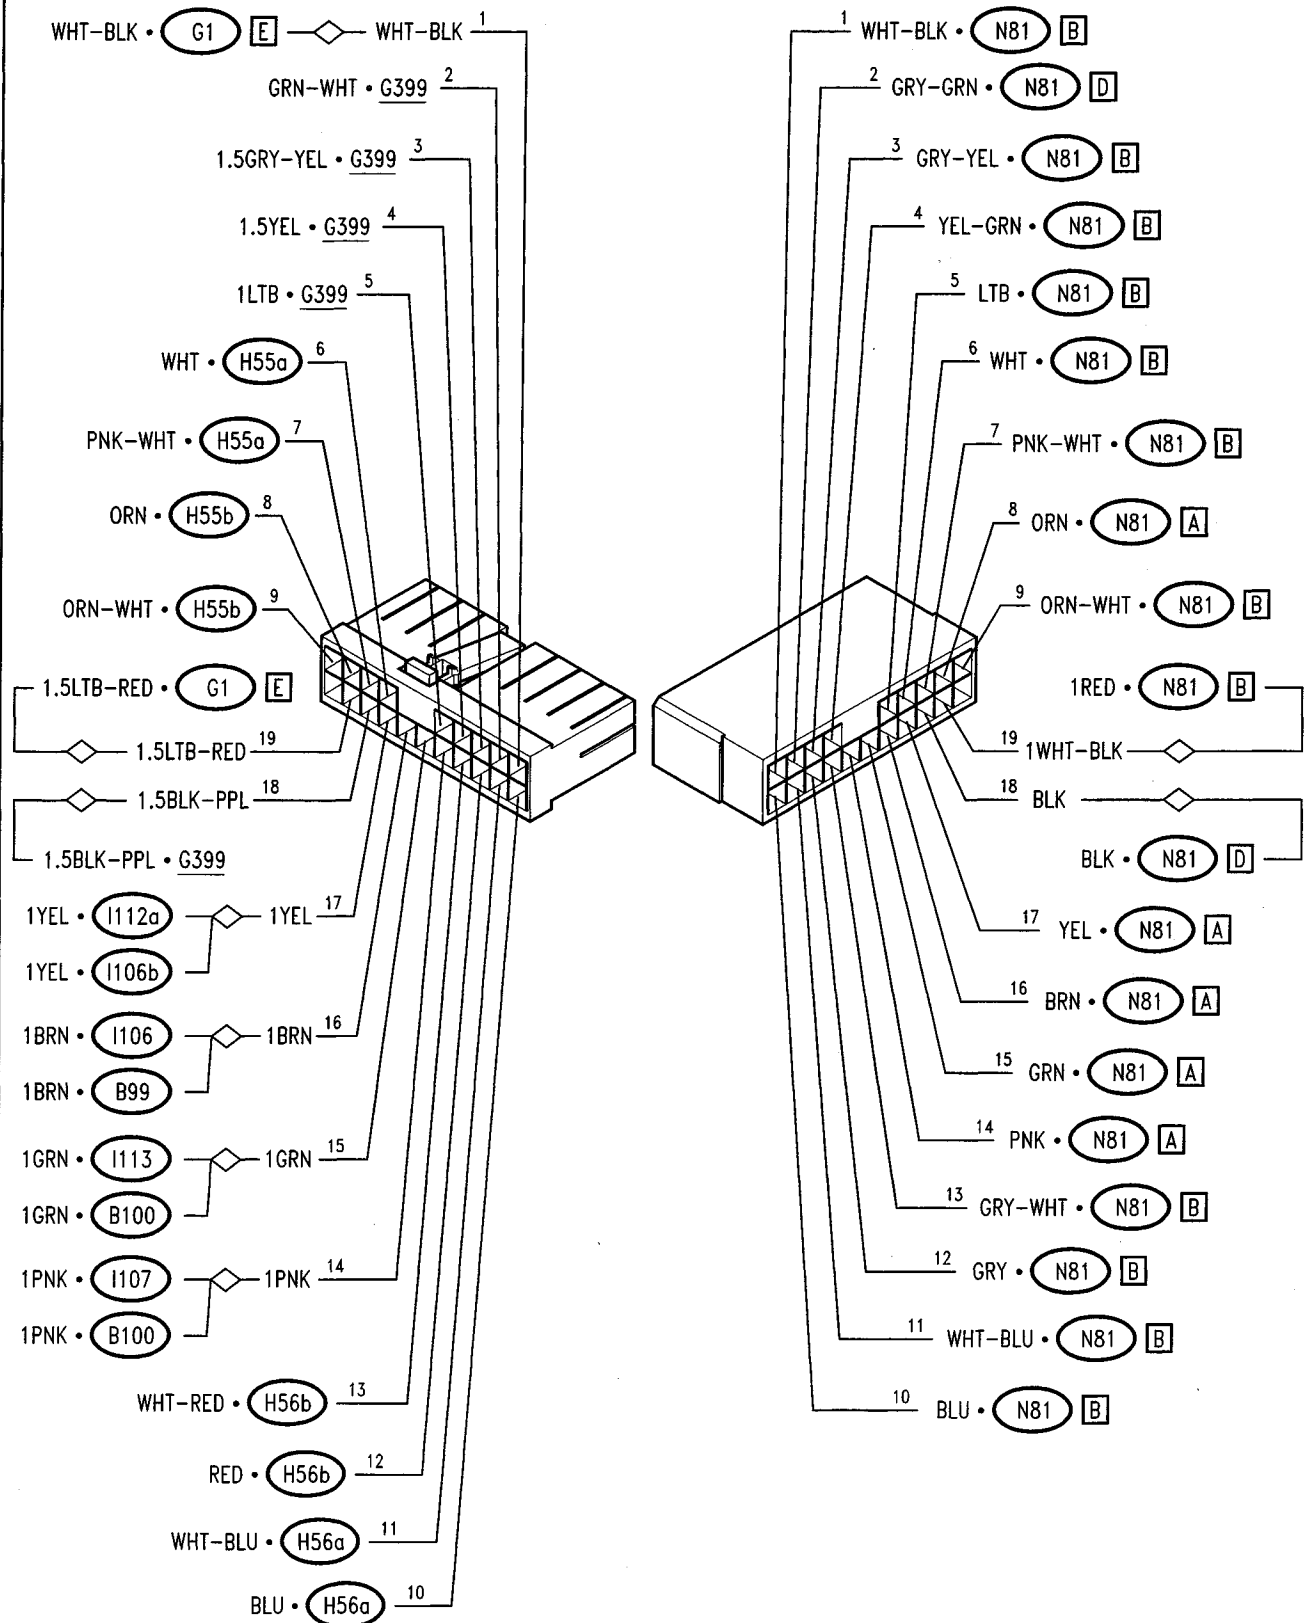 WHT-BLK • G1 E WHT-BLK 1
GRN-WHT • G399 2
1.5GRY-YEL • G399 3
1.5YEL • G399 4
1LTB • G399 5
WHT • H55a 6
PNK-WHT • H55a 7
ORN • H55b 8
ORN-WHT • H55b 9
1.5LTB-RED • G1 E
1.5LTB-RED 19
1.5BLK-PPL 18
1.5BLK-PPL • G399
1YEL • I112a 1YEL 17
1YEL • I106b
1BRN • I106 1BRN 16
1BRN • B99
1GRN • I113 1GRN 15
1GRN • B100
1PNK • I107 1PNK 14
1PNK • B100
WHT-RED • H56b 13
RED • H56b 12
WHT-BLU • H56a 11
BLU • H56a 10
1 WHT-BLK • N81 B
2 GRY-GRN • N81 D
3 GRY-YEL • N81 B
4 YEL-GRN • N81 B
5 LTB • N81 B
6 WHT • N81 B
7 PNK-WHT • N81 B
8 ORN • N81 A
9 ORN-WHT • N81 B
1RED • N81 B
19 1WHT-BLK
18 BLK
BLK • N81 D
17 YEL • N81 A
16 BRN • N81 A
15 GRN • N81 A
14 PNK • N81 A
13 GRY-WHT • N81 B
12 GRY • N81 B
11 WHT-BLU • N81 B
10 BLU • N81 B